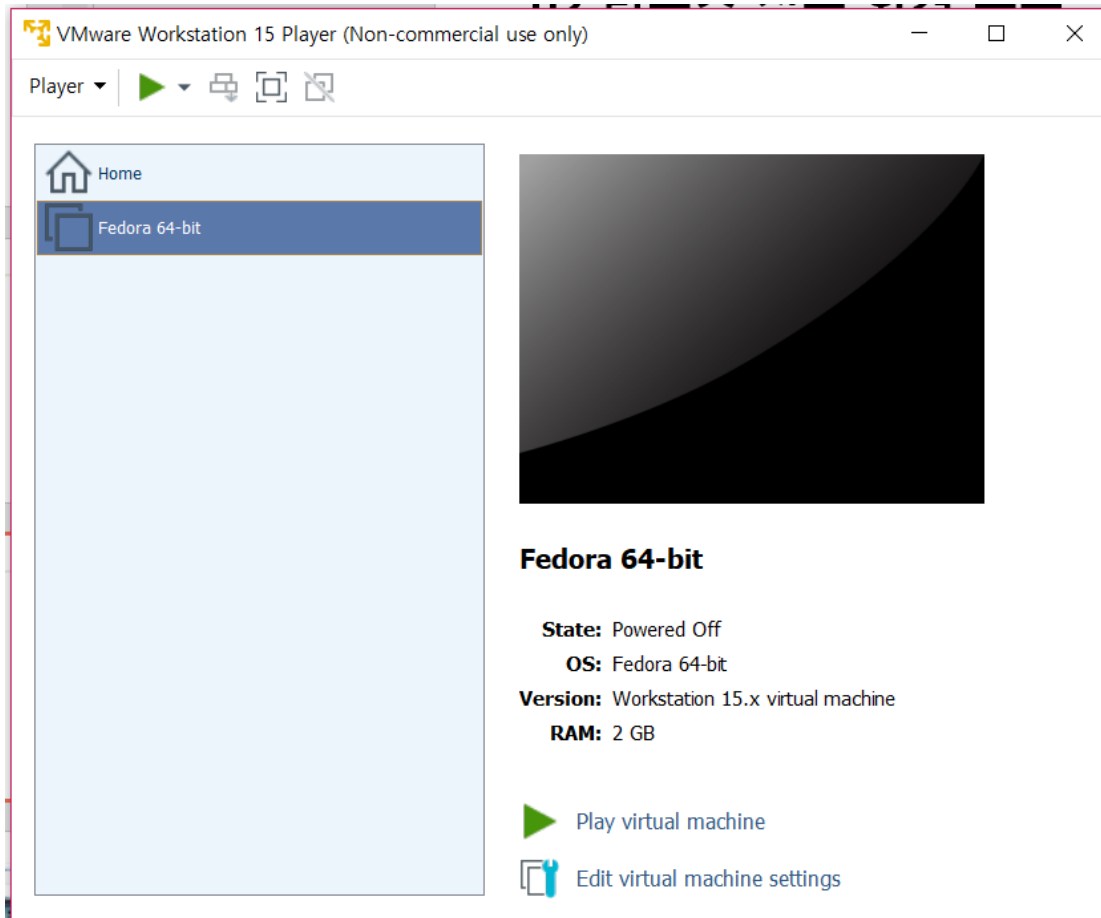 VMware Workstation 15 Player (Non-commercial use only)
Player
Home
Fedora 64-bit
Fedora 64-bit
State: Powered Off
OS: Fedora 64-bit
Version: Workstation 15.x virtual machine
RAM: 2 GB
Play virtual machine
Edit virtual machine settings